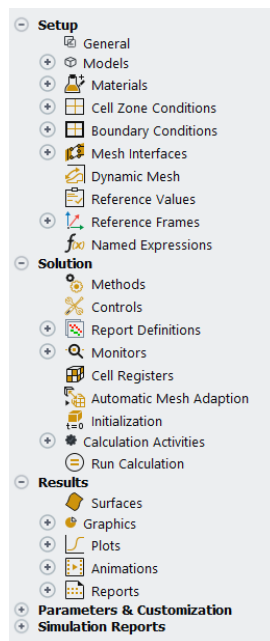 Setup
General
Models
Materials
Cell Zone Conditions
Boundary Conditions
Mesh Interfaces
Dynamic Mesh
Reference Values
Reference Frames
f(x) Named Expressions
Solution
Methods
Controls
Report Definitions
Monitors
Cell Registers
Automatic Mesh Adaption
t=0 Initialization
Calculation Activities
Run Calculation
Results
Surfaces
Graphics
Plots
Animations
Reports
Parameters & Customization
Simulation Reports